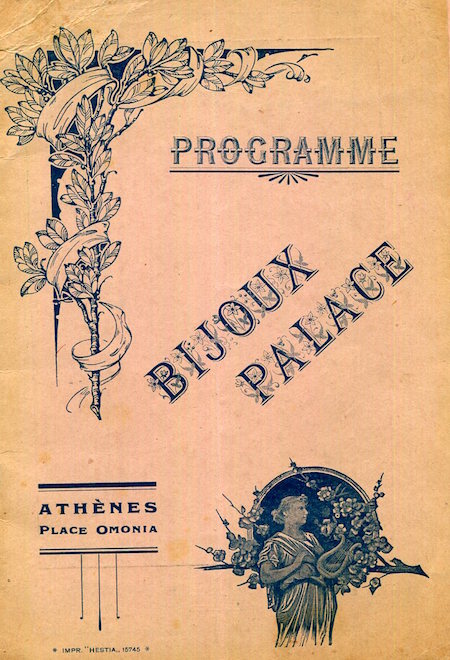 PROGRAMME
BIJOUX
PALACE
ATHÈNES
PLACE OMONIA
* IMPR. "HESTIA„ 15745 *